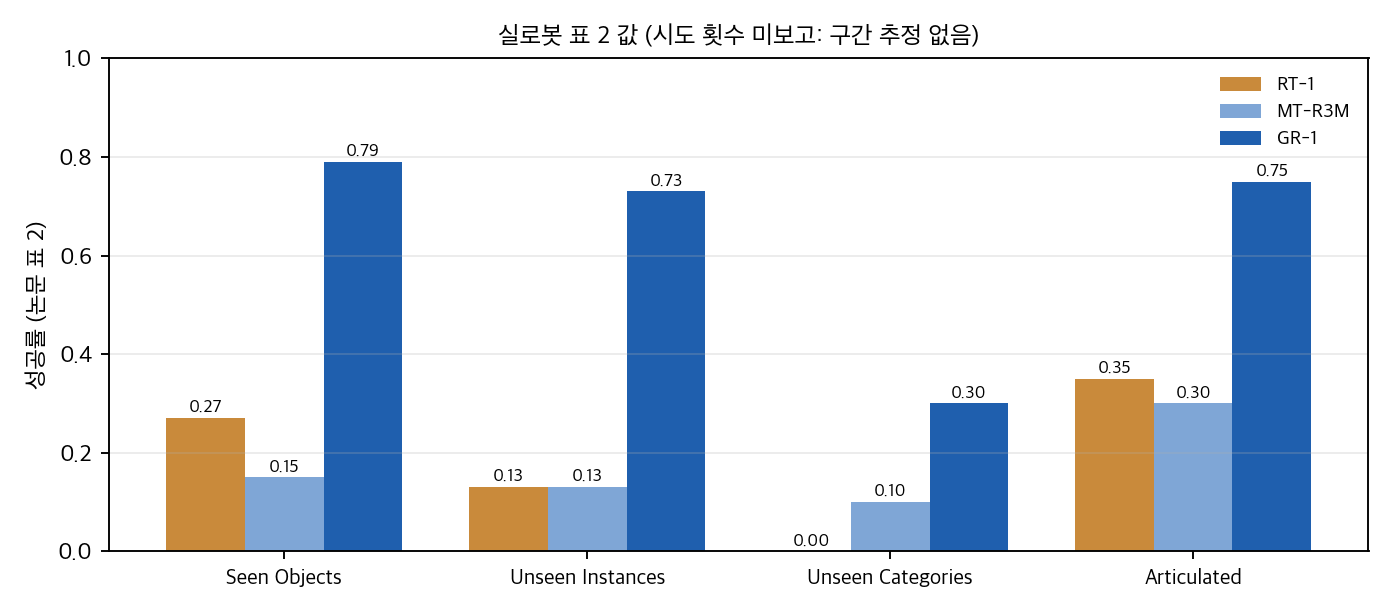 실로봇 표 2 값 (시도 횟수 미보고: 구간 추정 없음)
성공률 (논문 표 2)
1.0
0.8
0.6
0.4
0.2
0.0
RT-1
MT-R3M
GR-1
0.27
0.15
0.79
0.13
0.13
0.73
0.00
0.10
0.30
0.35
0.30
0.75
Seen Objects
Unseen Instances
Unseen Categories
Articulated